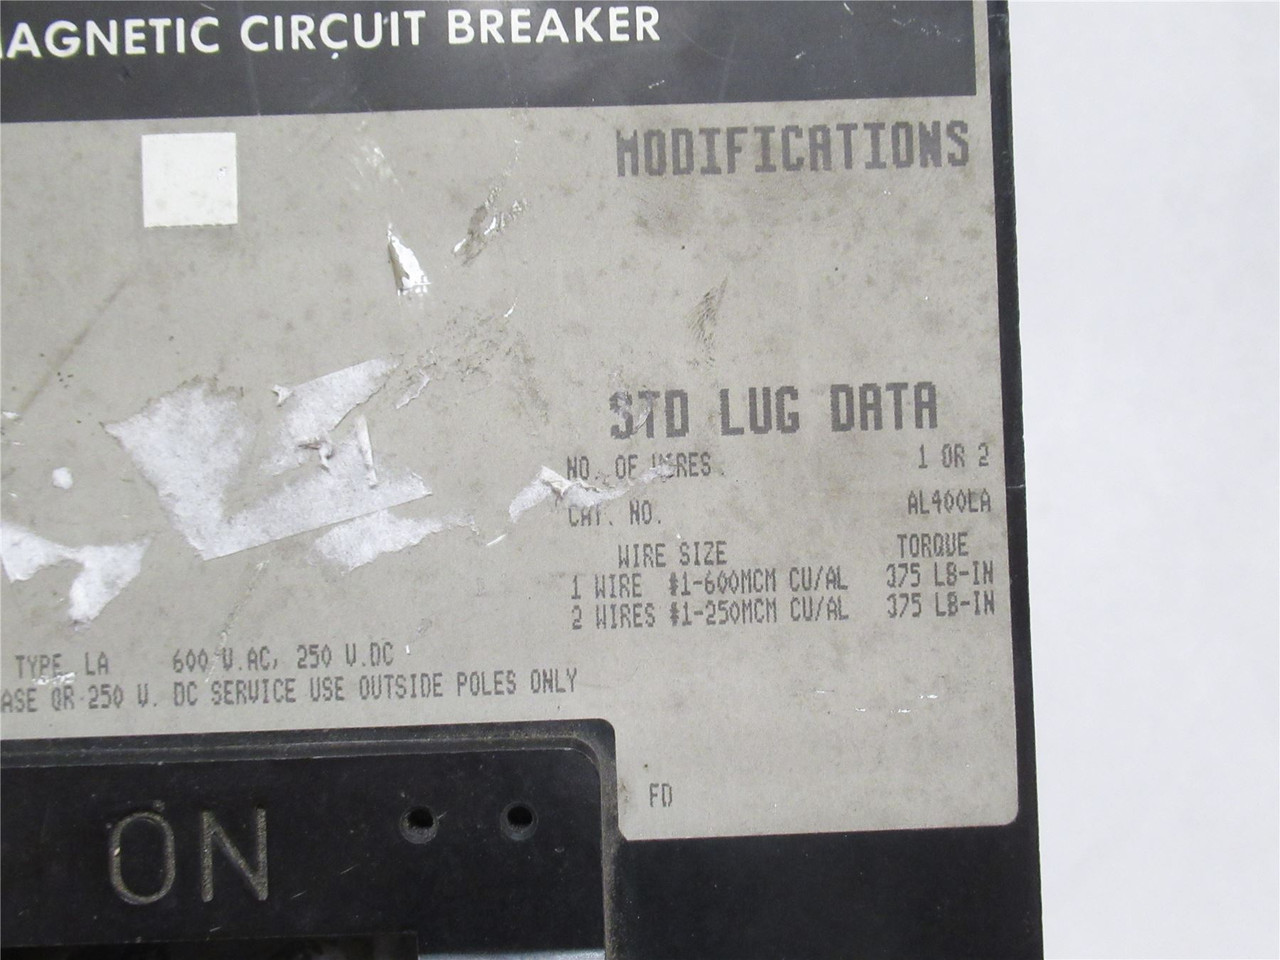 AGNETIC CIRCUIT BREAKER
MODIFICATIONS
STD LUG DATA
NO. OF WIRES 1 OR 2
CAT. NO. AL400LA
WIRE SIZE TORQUE
1 WIRE #1-600MCM CU/AL 375 LB-IN
2 WIRES #1-250MCM CU/AL 375 LB-IN
TYPE LA 600 V.AC, 250 V.DC
ASE OR 250 V. DC SERVICE USE OUTSIDE POLES ONLY
FD
ON